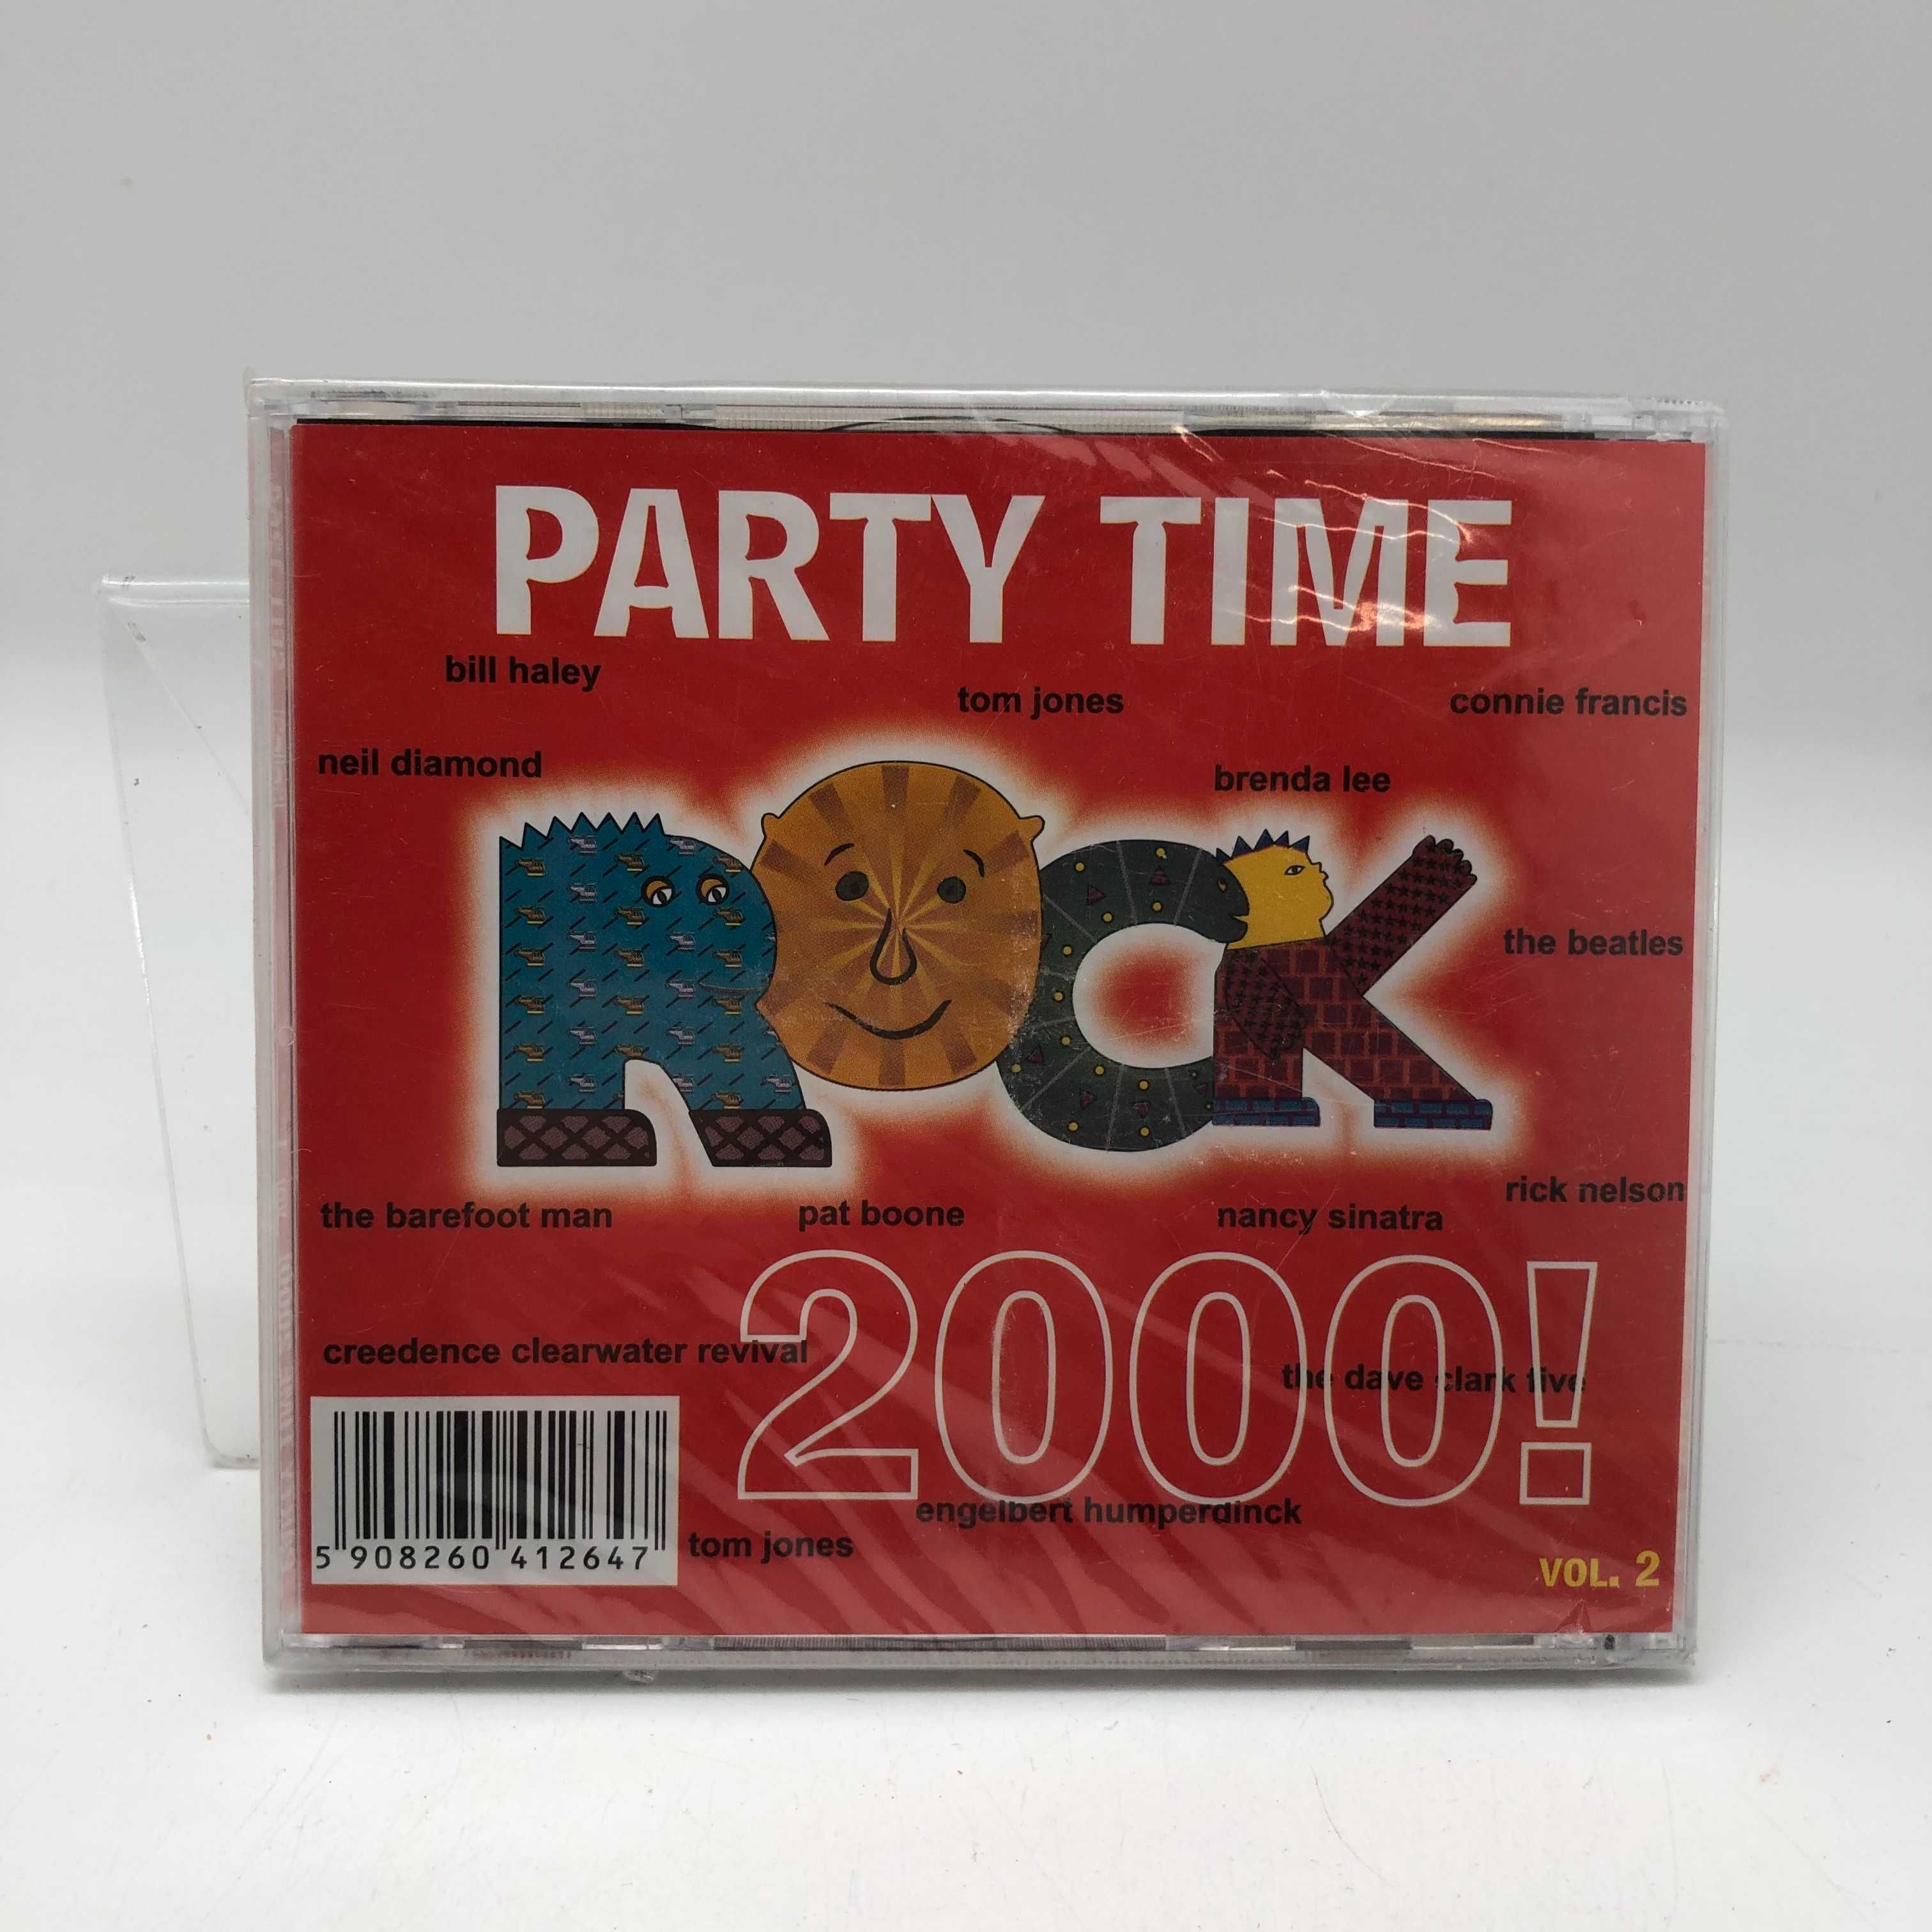 PARTY TIME
bill haley
tom jones
connie francis
neil diamond
brenda lee
ROCK
the beatles
rick nelson
the barefoot man
pat boone
nancy sinatra
2000!
creedence clearwater revival
the dave clark five
engelbert humperdinck
tom jones
5 908260 412647
VOL. 2